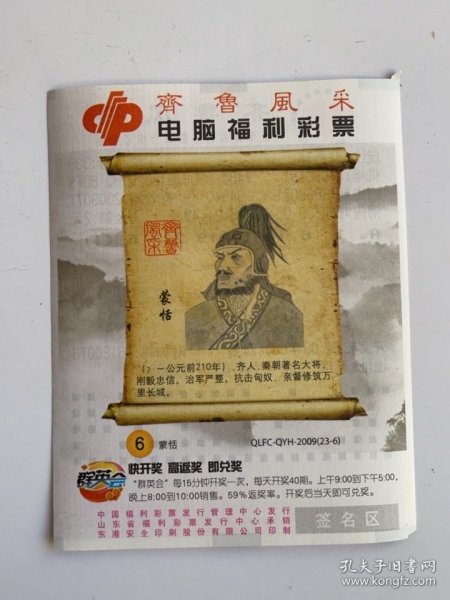 齊魯風采
电脑福利彩票
齊魯風采
蒙恬
(?~公元前210年)，齐人，秦朝著名大将，
刚毅忠信，治军严整，抗击匈奴，亲督修筑万
里长城。
6 蒙恬 QLFC-QYH-2009(23-6)
群英会 快开奖 高返奖 即兑奖
"群英会"每15分钟开奖一次，每天开奖40期。上午9:00到下午5:00,
晚上8:00到10:00销售。59%返奖率。开奖后当天即可兑奖。
中国福利彩票发行管理中心发行
山东省福利彩票发行中心承销
东港安全印刷股份有限公司印制
签名区
孔夫子旧书网
www.kongfz.com